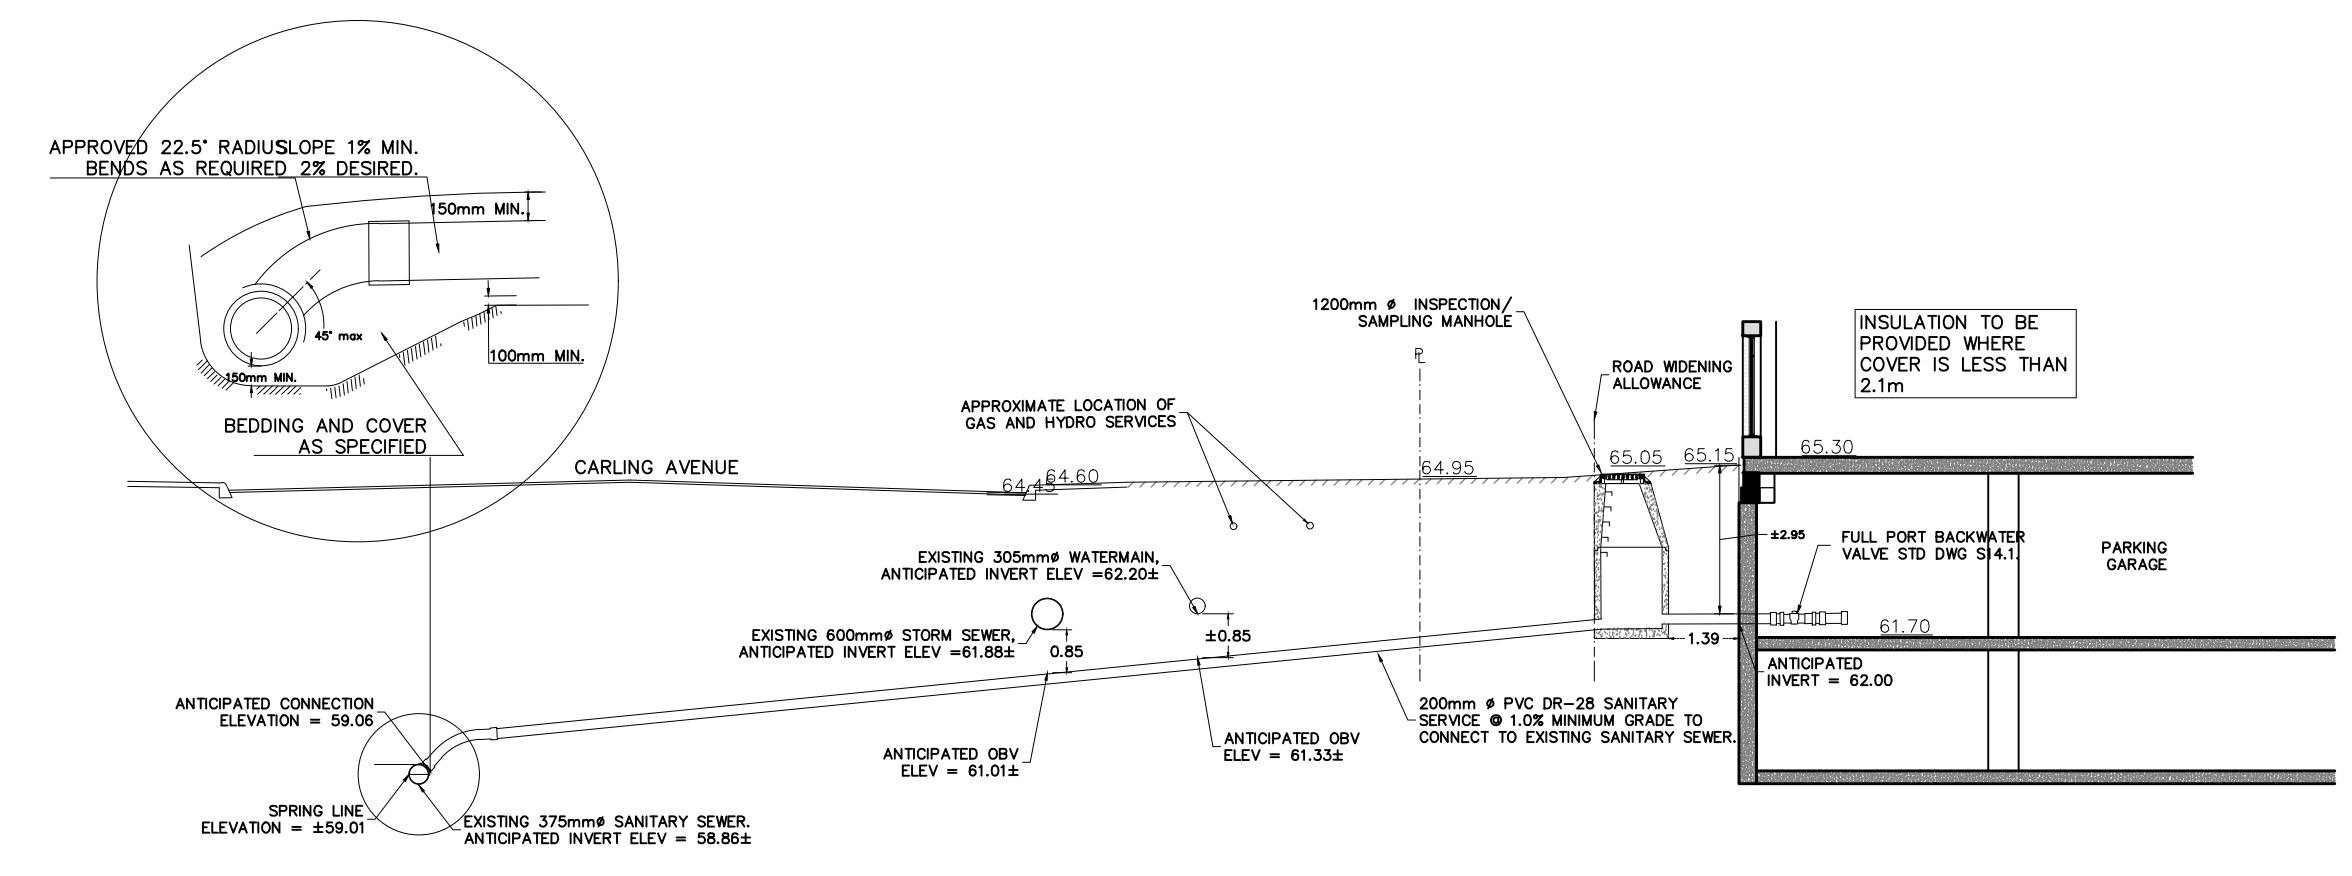 APPROVED 22.5° RADIUS
BENDS AS REQUIRED
SLOPE 1% MIN.
2% DESIRED.
150mm MIN.
45° max
100mm MIN.
150mm MIN.
BEDDING AND COVER
AS SPECIFIED
CARLING AVENUE
64.45
64.60
APPROXIMATE LOCATION OF
GAS AND HYDRO SERVICES
1200mm ø INSPECTION/
SAMPLING MANHOLE
PL
64.95
ROAD WIDENING
ALLOWANCE
65.05
65.15
65.30
INSULATION TO BE
PROVIDED WHERE
COVER IS LESS THAN
2.1m
±2.95
FULL PORT BACKWATER
VALVE STD DWG S14.1.
PARKING
GARAGE
61.70
1.39
ANTICIPATED
INVERT = 62.00
EXISTING 305mmø WATERMAIN,
ANTICIPATED INVERT ELEV =62.20±
EXISTING 600mmø STORM SEWER,
ANTICIPATED INVERT ELEV =61.88±
0.85
±0.85
200mm ø PVC DR-28 SANITARY
SERVICE @ 1.0% MINIMUM GRADE TO
CONNECT TO EXISTING SANITARY SEWER.
ANTICIPATED OBV
ELEV = 61.33±
ANTICIPATED OBV
ELEV = 61.01±
ANTICIPATED CONNECTION
ELEVATION = 59.06
SPRING LINE
ELEVATION = ±59.01
EXISTING 375mmø SANITARY SEWER.
ANTICIPATED INVERT ELEV = 58.86±